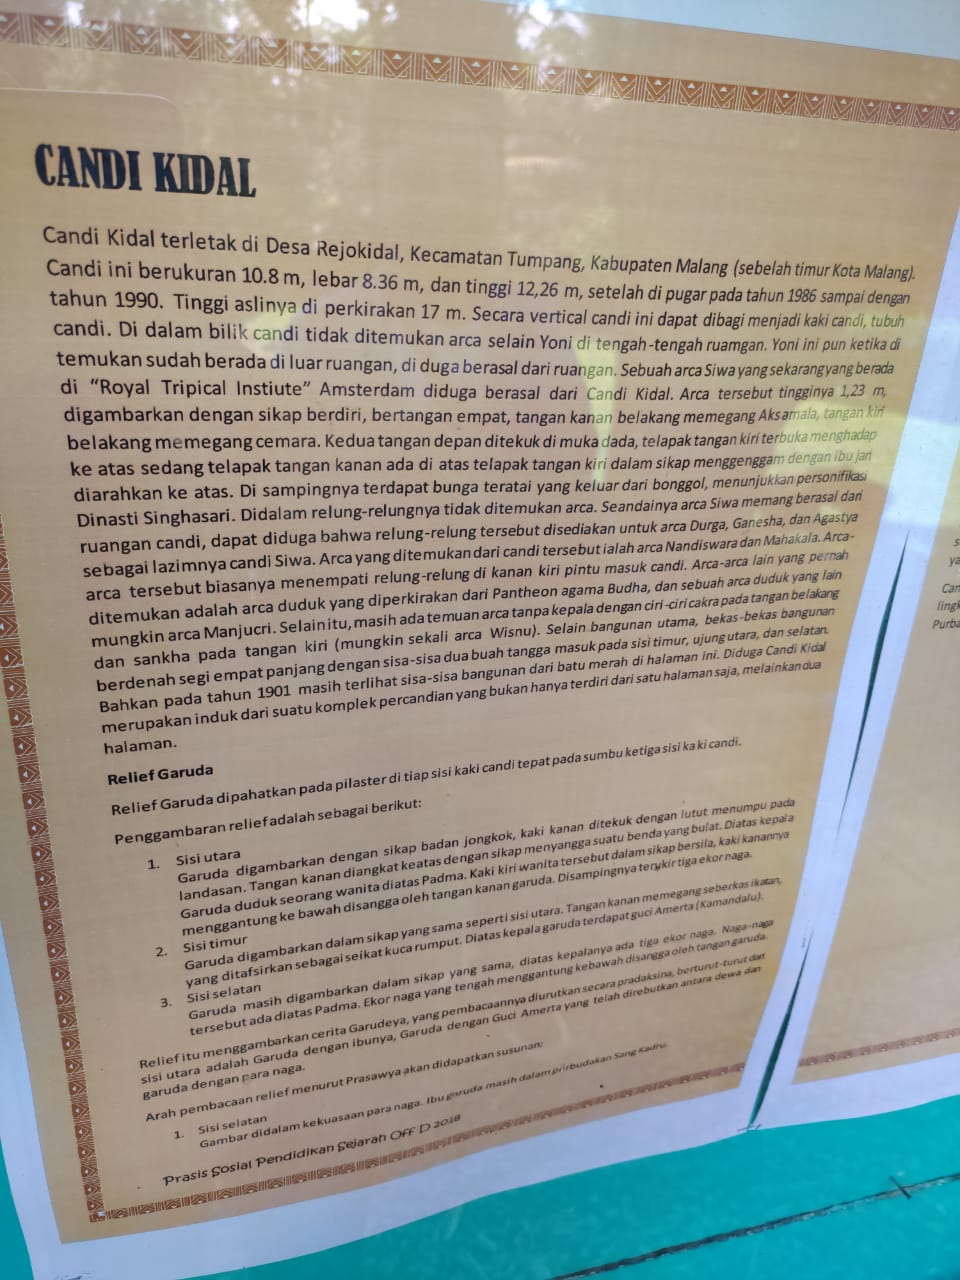 CANDI KIDAL
Candi Kidal terletak di Desa Rejokidal, Kecamatan Tumpang, Kabupaten Malang (sebelah timur Kota Malang).
Candi ini berukuran 10.8 m, lebar 8.36 m, dan tinggi 12,26 m, setelah di pugar pada tahun 1986 sampai dengan
tahun 1990. Tinggi aslinya di perkirakan 17 m. Secara vertical candi ini dapat dibagi menjadi kaki candi, tubuh
candi. Di dalam bilik candi tidak ditemukan arca selain Yoni di tengah-tengah ruamgan. Yoni ini pun ketika di
temukan sudah berada di luar ruangan, di duga berasal dari ruangan. Sebuah arca Siwa yang sekarang yang berada
di "Royal Tripical Instiute" Amsterdam diduga berasal dari Candi Kidal. Arca tersebut tingginya 1,23 m,
digambarkan dengan sikap berdiri, bertangan empat, tangan kanan belakang memegang Aksamala, tangan kiri
belakang memegang cemara. Kedua tangan depan ditekuk di muka dada, telapak tangan kiri terbuka menghadap
ke atas sedang telapak tangan kanan ada di atas telapak tangan kiri dalam sikap menggenggam dengan ibu jari
diarahkan ke atas. Di sampingnya terdapat bunga teratai yang keluar dari bonggol, menunjukkan personifikasi
Dinasti Singhasari. Didalam relung-relungnya tidak ditemukan arca. Seandainya arca Siwa memang berasal dari
ruangan candi, dapat diduga bahwa relung-relung tersebut disediakan untuk arca Durga, Ganesha, dan Agastya
sebagai lazimnya candi Siwa. Arca yang ditemukan dari candi tersebut ialah arca Nandiswara dan Mahakala. Arca-
arca tersebut biasanya menempati relung-relung di kanan kiri pintu masuk candi. Arca-arca lain yang pernah
ditemukan adalah arca duduk yang diperkirakan dari Pantheon agama Budha, dan sebuah arca duduk yang lain
mungkin arca Manjucri. Selain itu, masih ada temuan arca tanpa kepala dengan ciri-ciri cakra pada tangan belakang
dan sankha pada tangan kiri (mungkin sekali arca Wisnu). Selain bangunan utama, bekas-bekas bangunan
berdenah segi empat panjang dengan sisa-sisa dua buah tangga masuk pada sisi timur, ujung utara, dan selatan.
Bahkan pada tahun 1901 masih terlihat sisa-sisa bangunan dari batu merah di halaman ini. Diduga Candi Kidal
merupakan induk dari suatu komplek percandian yang bukan hanya terdiri dari satu halaman saja, melainkan dua
halaman.
Relief Garuda
Relief Garuda dipahatkan pada pilaster di tiap sisi kaki candi tepat pada sumbu ketiga sisi kaki candi.
Penggambaran relief adalah sebagai berikut:
1. Sisi utara
Garuda digambarkan dengan sikap badan jongkok, kaki kanan ditekuk dengan lutut menumpu pada
landasan. Tangan kanan diangkat keatas dengan sikap menyangga suatu benda yang bulat. Diatas kepala
Garuda duduk seorang wanita diatas Padma. Kaki kiri wanita tersebut dalam sikap bersila, kaki kanannya
menggantung ke bawah disangga oleh tangan kanan garuda. Disampingnya terukir tiga ekor naga.
2. Sisi timur
Garuda digambarkan dalam sikap yang sama seperti sisi utara. Tangan kanan memegang seberkas ikatan,
yang ditafsirkan sebagai seikat kuca rumput. Diatas kepala garuda terdapat guci Amerta (Kamandalu).
3. Sisi selatan
Garuda masih digambarkan dalam sikap yang sama, diatas kepalanya ada tiga ekor naga. Naga-naga
tersebut ada diatas Padma. Ekor naga yang tengah menggantung kebawah disangga oleh tangan garuda.
Relief itu menggambarkan cerita Garudeya, yang pembacaannya diurutkan secara pradaksina, berturut-turut dari
sisi utara adalah Garuda dengan ibunya, Garuda dengan Guci Amerta yang telah direbutkan antara dewa dan
garuda dengan para naga.
Arah pembacaan relief menurut Prasawya akan didapatkan susunan:
1. Sisi selatan
Gambar didalam kekuasaan para naga. Ibu garuda masih dalam perbudakan Sang Kadru.
Prasis Sosial Pendidikan Sejarah OFF D 2018
s
ya
Can
lingk
Purba